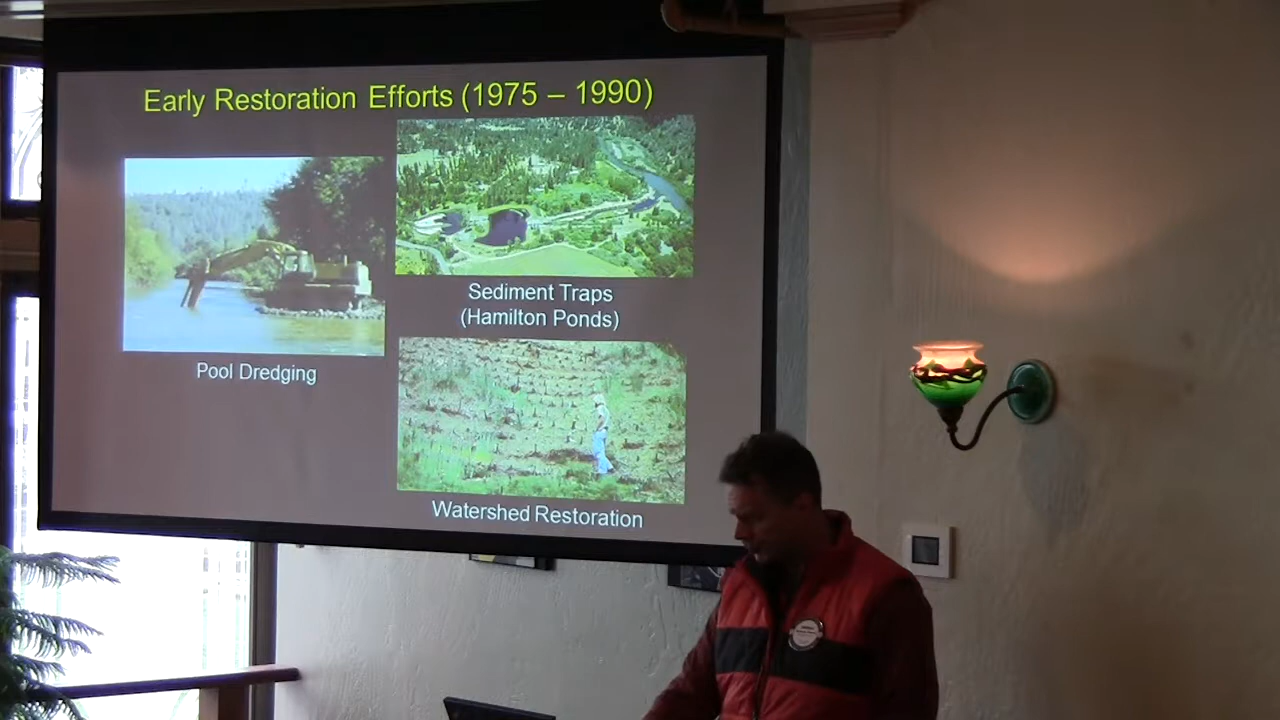 Early Restoration Efforts (1975 – 1990)
Pool Dredging
Sediment Traps
(Hamilton Ponds)
Watershed Restoration